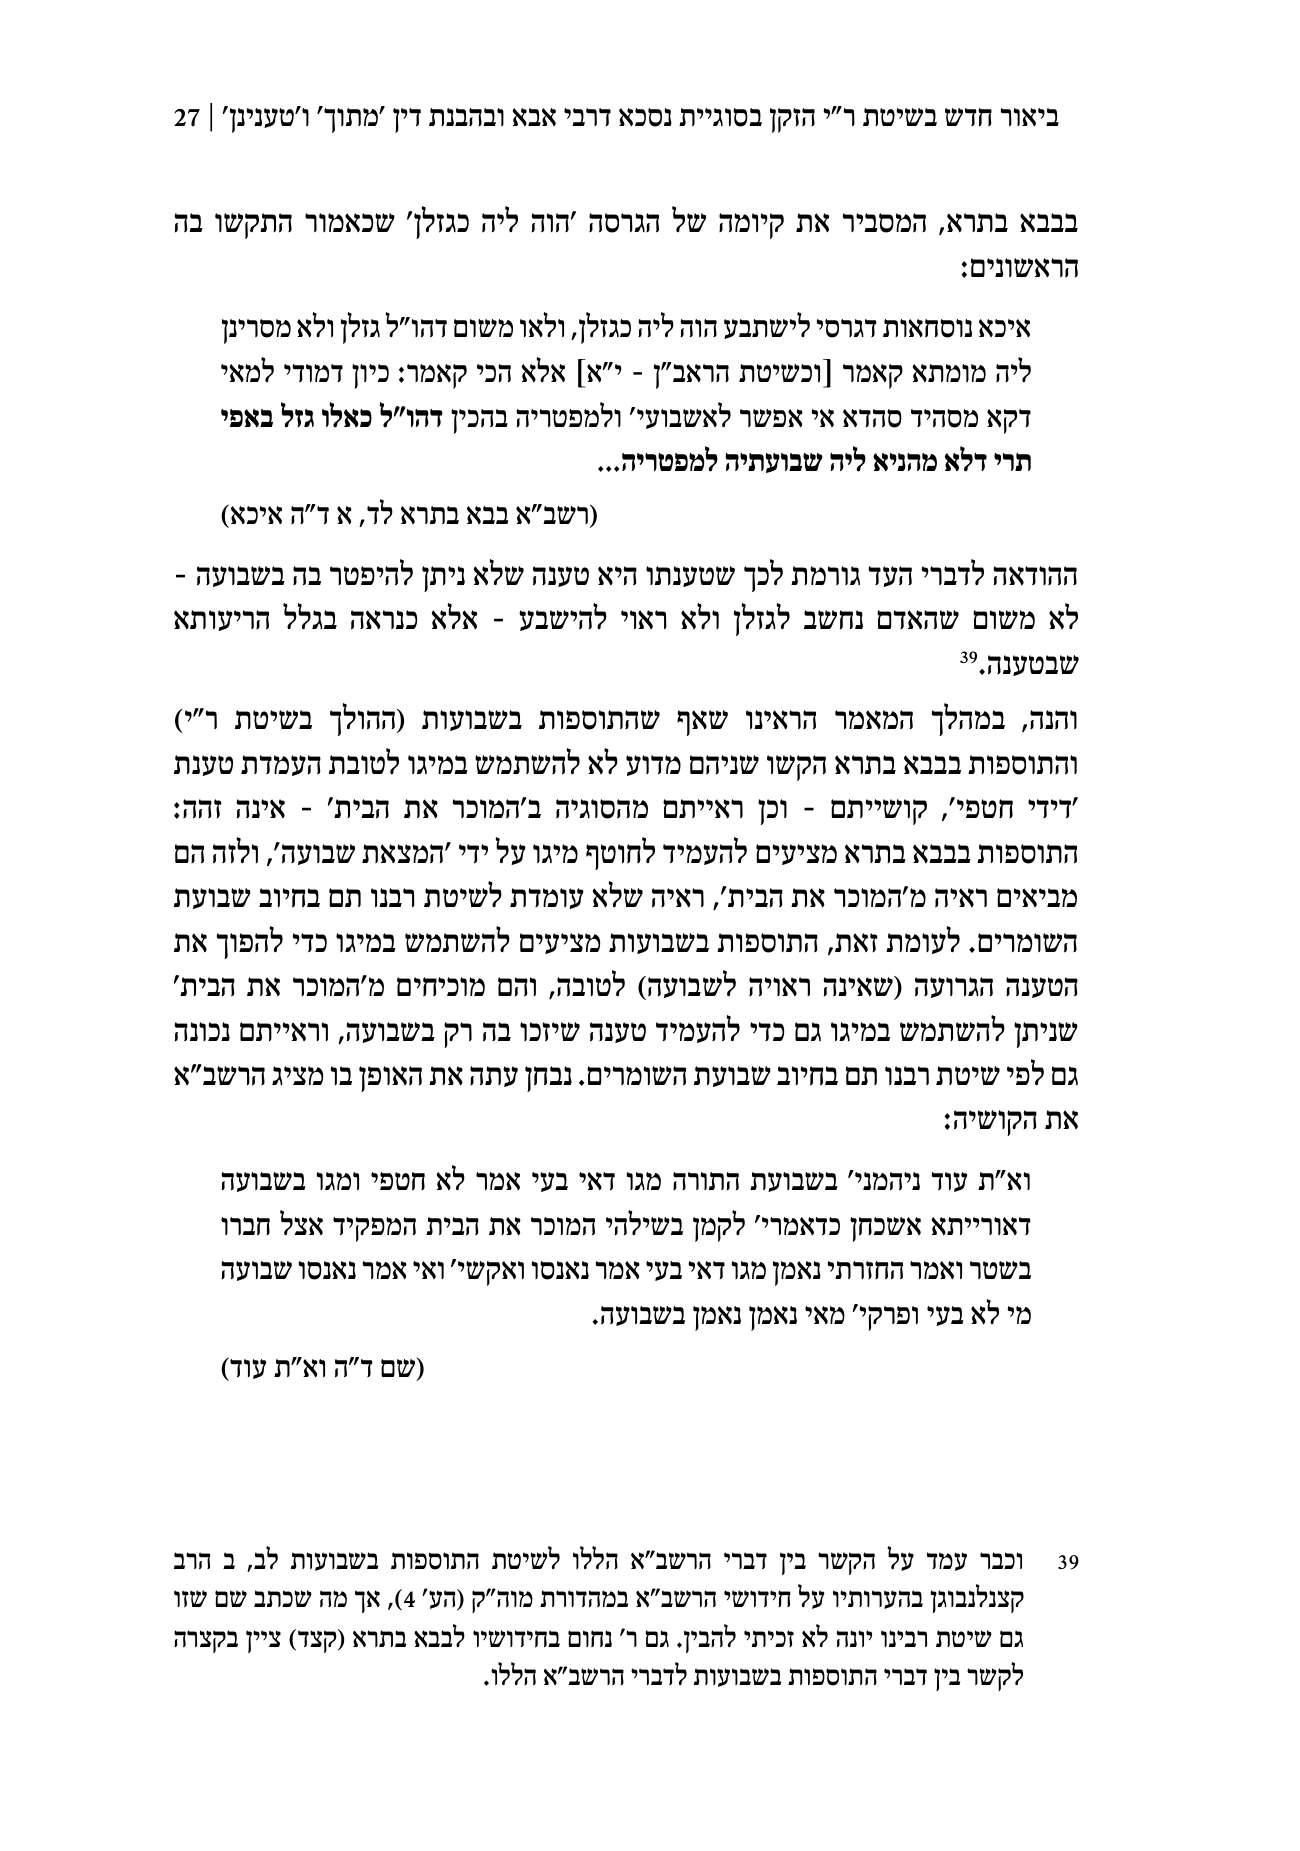 ביאור חדש בשיטת ר"י הזקן בסוגיית נסכא דרבי אבא ובהבנת דין 'מתוך' ו'טענינן' | 27
בבבא בתרא, המסביר את קיומה של הגרסה 'הוה ליה כגזלן' שכאמור התקשו בה
הראשונים:
איכא נוסחאות דגרסי לישתבע הוה ליה כגזלן, ולאו משום דהו"ל גזלן ולא מסרינן
ליה מומתא קאמר [וכשיטת הראב"ן - י"א] אלא הכי קאמר: כיון דמודי למאי
דקא מסהיד סהדא אי אפשר לאשבועי' ולמפטריה בהכין דהו"ל כאלו גזל באפי
תרי דלא מהניא ליה שבועתיה למפטריה...
(רשב"א בבא בתרא לד, א ד"ה איכא)
ההודאה לדברי העד גורמת לכך שטענתו היא טענה שלא ניתן להיפטר בה בשבועה -
לא משום שהאדם נחשב לגזלן ולא ראוי להישבע - אלא כנראה בגלל הריעותא
שבטענה.39
והנה, במהלך המאמר הראינו שאף שהתוספות בשבועות (ההולך בשיטת ר"י)
והתוספות בבבא בתרא הקשו שניהם מדוע לא להשתמש במיגו לטובת העמדת טענת
'דידי חטפי', קושייתם - וכן ראייתם מהסוגיה ב'המוכר את הבית' - אינה זהה:
התוספות בבבא בתרא מציעים להעמיד לחוטף מיגו על ידי 'המצאת שבועה', ולזה הם
מביאים ראיה מ'המוכר את הבית', ראיה שלא עומדת לשיטת רבנו תם בחיוב שבועת
השומרים. לעומת זאת, התוספות בשבועות מציעים להשתמש במיגו כדי להפוך את
הטענה הגרועה (שאינה ראויה לשבועה) לטובה, והם מוכיחים מ'המוכר את הבית'
שניתן להשתמש במיגו גם כדי להעמיד טענה שיזכו בה רק בשבועה, וראייתם נכונה
גם לפי שיטת רבנו תם בחיוב שבועת השומרים. נבחן עתה את האופן בו מציג הרשב"א
את הקושיה:
וא"ת עוד ניהמני' בשבועת התורה מגו דאי בעי אמר לא חטפי ומגו בשבועה
דאורייתא אשכחן כדאמרי' לקמן בשילהי המוכר את הבית המפקיד אצל חברו
בשטר ואמר החזרתי נאמן מגו דאי בעי אמר נאנסו ואקשי' ואי אמר נאנסו שבועה
מי לא בעי ופרקי' מאי נאמן נאמן בשבועה.
(שם ד"ה וא"ת עוד)
39 וכבר עמד על הקשר בין דברי הרשב"א הללו לשיטת התוספות בשבועות לב, ב הרב
קצנלבוגן בהערותיו על חידושי הרשב"א במהדורת מוה"ק (הע' 4), אך מה שכתב שם שזו
גם שיטת רבינו יונה לא זכיתי להבין. גם ר' נחום בחידושיו לבבא בתרא (קצד) ציין בקצרה
לקשר בין דברי התוספות בשבועות לדברי הרשב"א הללו.